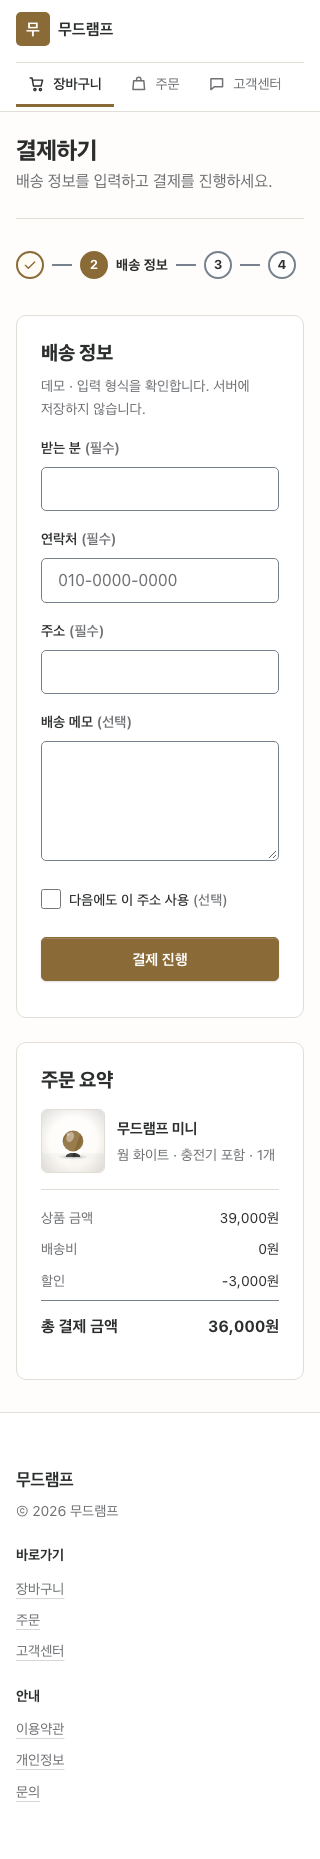 무 무드램프
장바구니 주문 고객센터
결제하기
배송 정보를 입력하고 결제를 진행하세요.
2 배송 정보 3 4
배송 정보
데모 · 입력 형식을 확인합니다. 서버에
저장하지 않습니다.
받는 분 (필수)
연락처 (필수)
010-0000-0000
주소 (필수)
배송 메모 (선택)
다음에도 이 주소 사용 (선택)
결제 진행
주문 요약
무드램프 미니
웜 화이트 · 충전기 포함 · 1개
상품 금액 39,000원
배송비 0원
할인 -3,000원
총 결제 금액 36,000원
무드램프
© 2026 무드램프
바로가기
장바구니
주문
고객센터
안내
이용약관
개인정보
문의